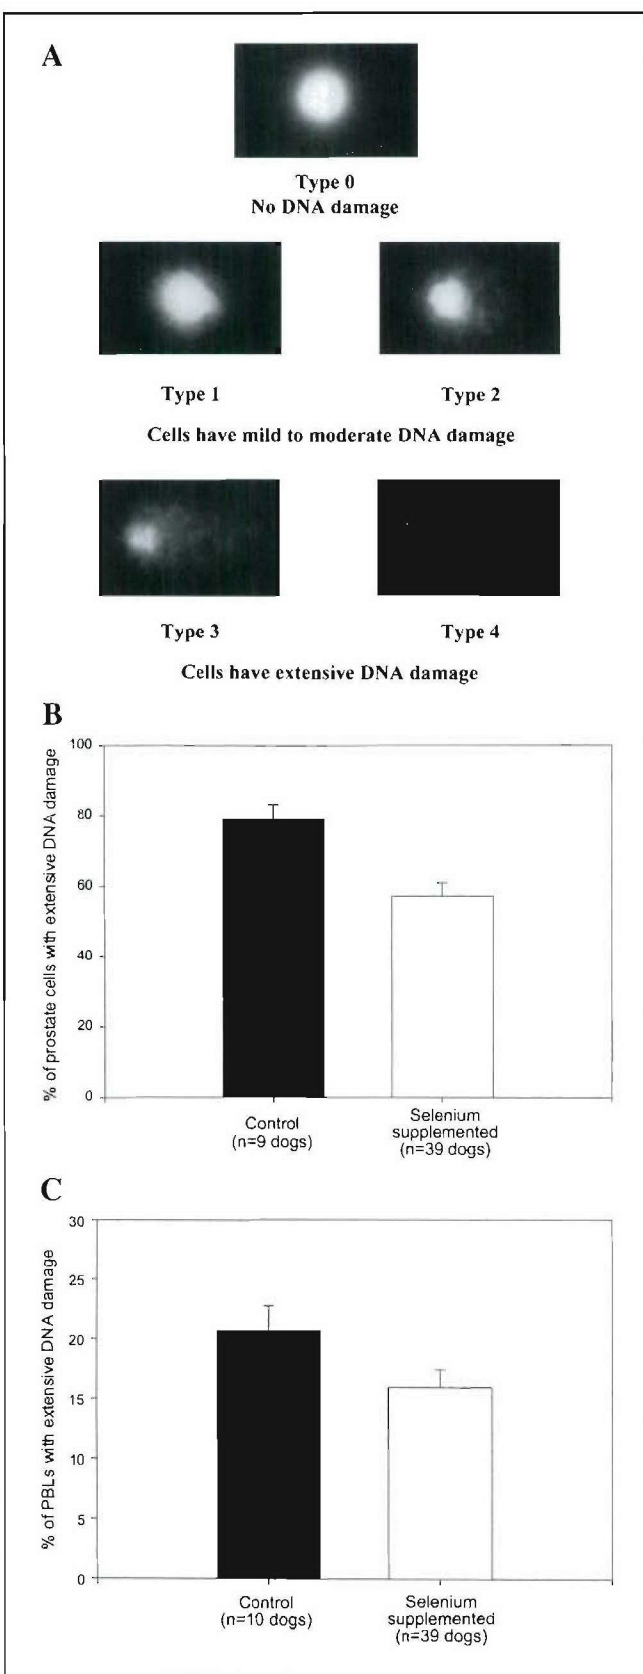 A
Type 0
No DNA damage
Type 1
Type 2
Cells have mild to moderate DNA damage
Type 3
Type 4
Cells have extensive DNA damage
B
% of prostate cells with extensive DNA damage
100
80
60
40
20
0
Control
(n=9 dogs)
Selenium
supplemented
(n=39 dogs)
C
% of PBLs with extensive DNA damage
30
25
20
15
10
5
0
Control
(n=10 dogs)
Selenium
supplemented
(n=39 dogs)